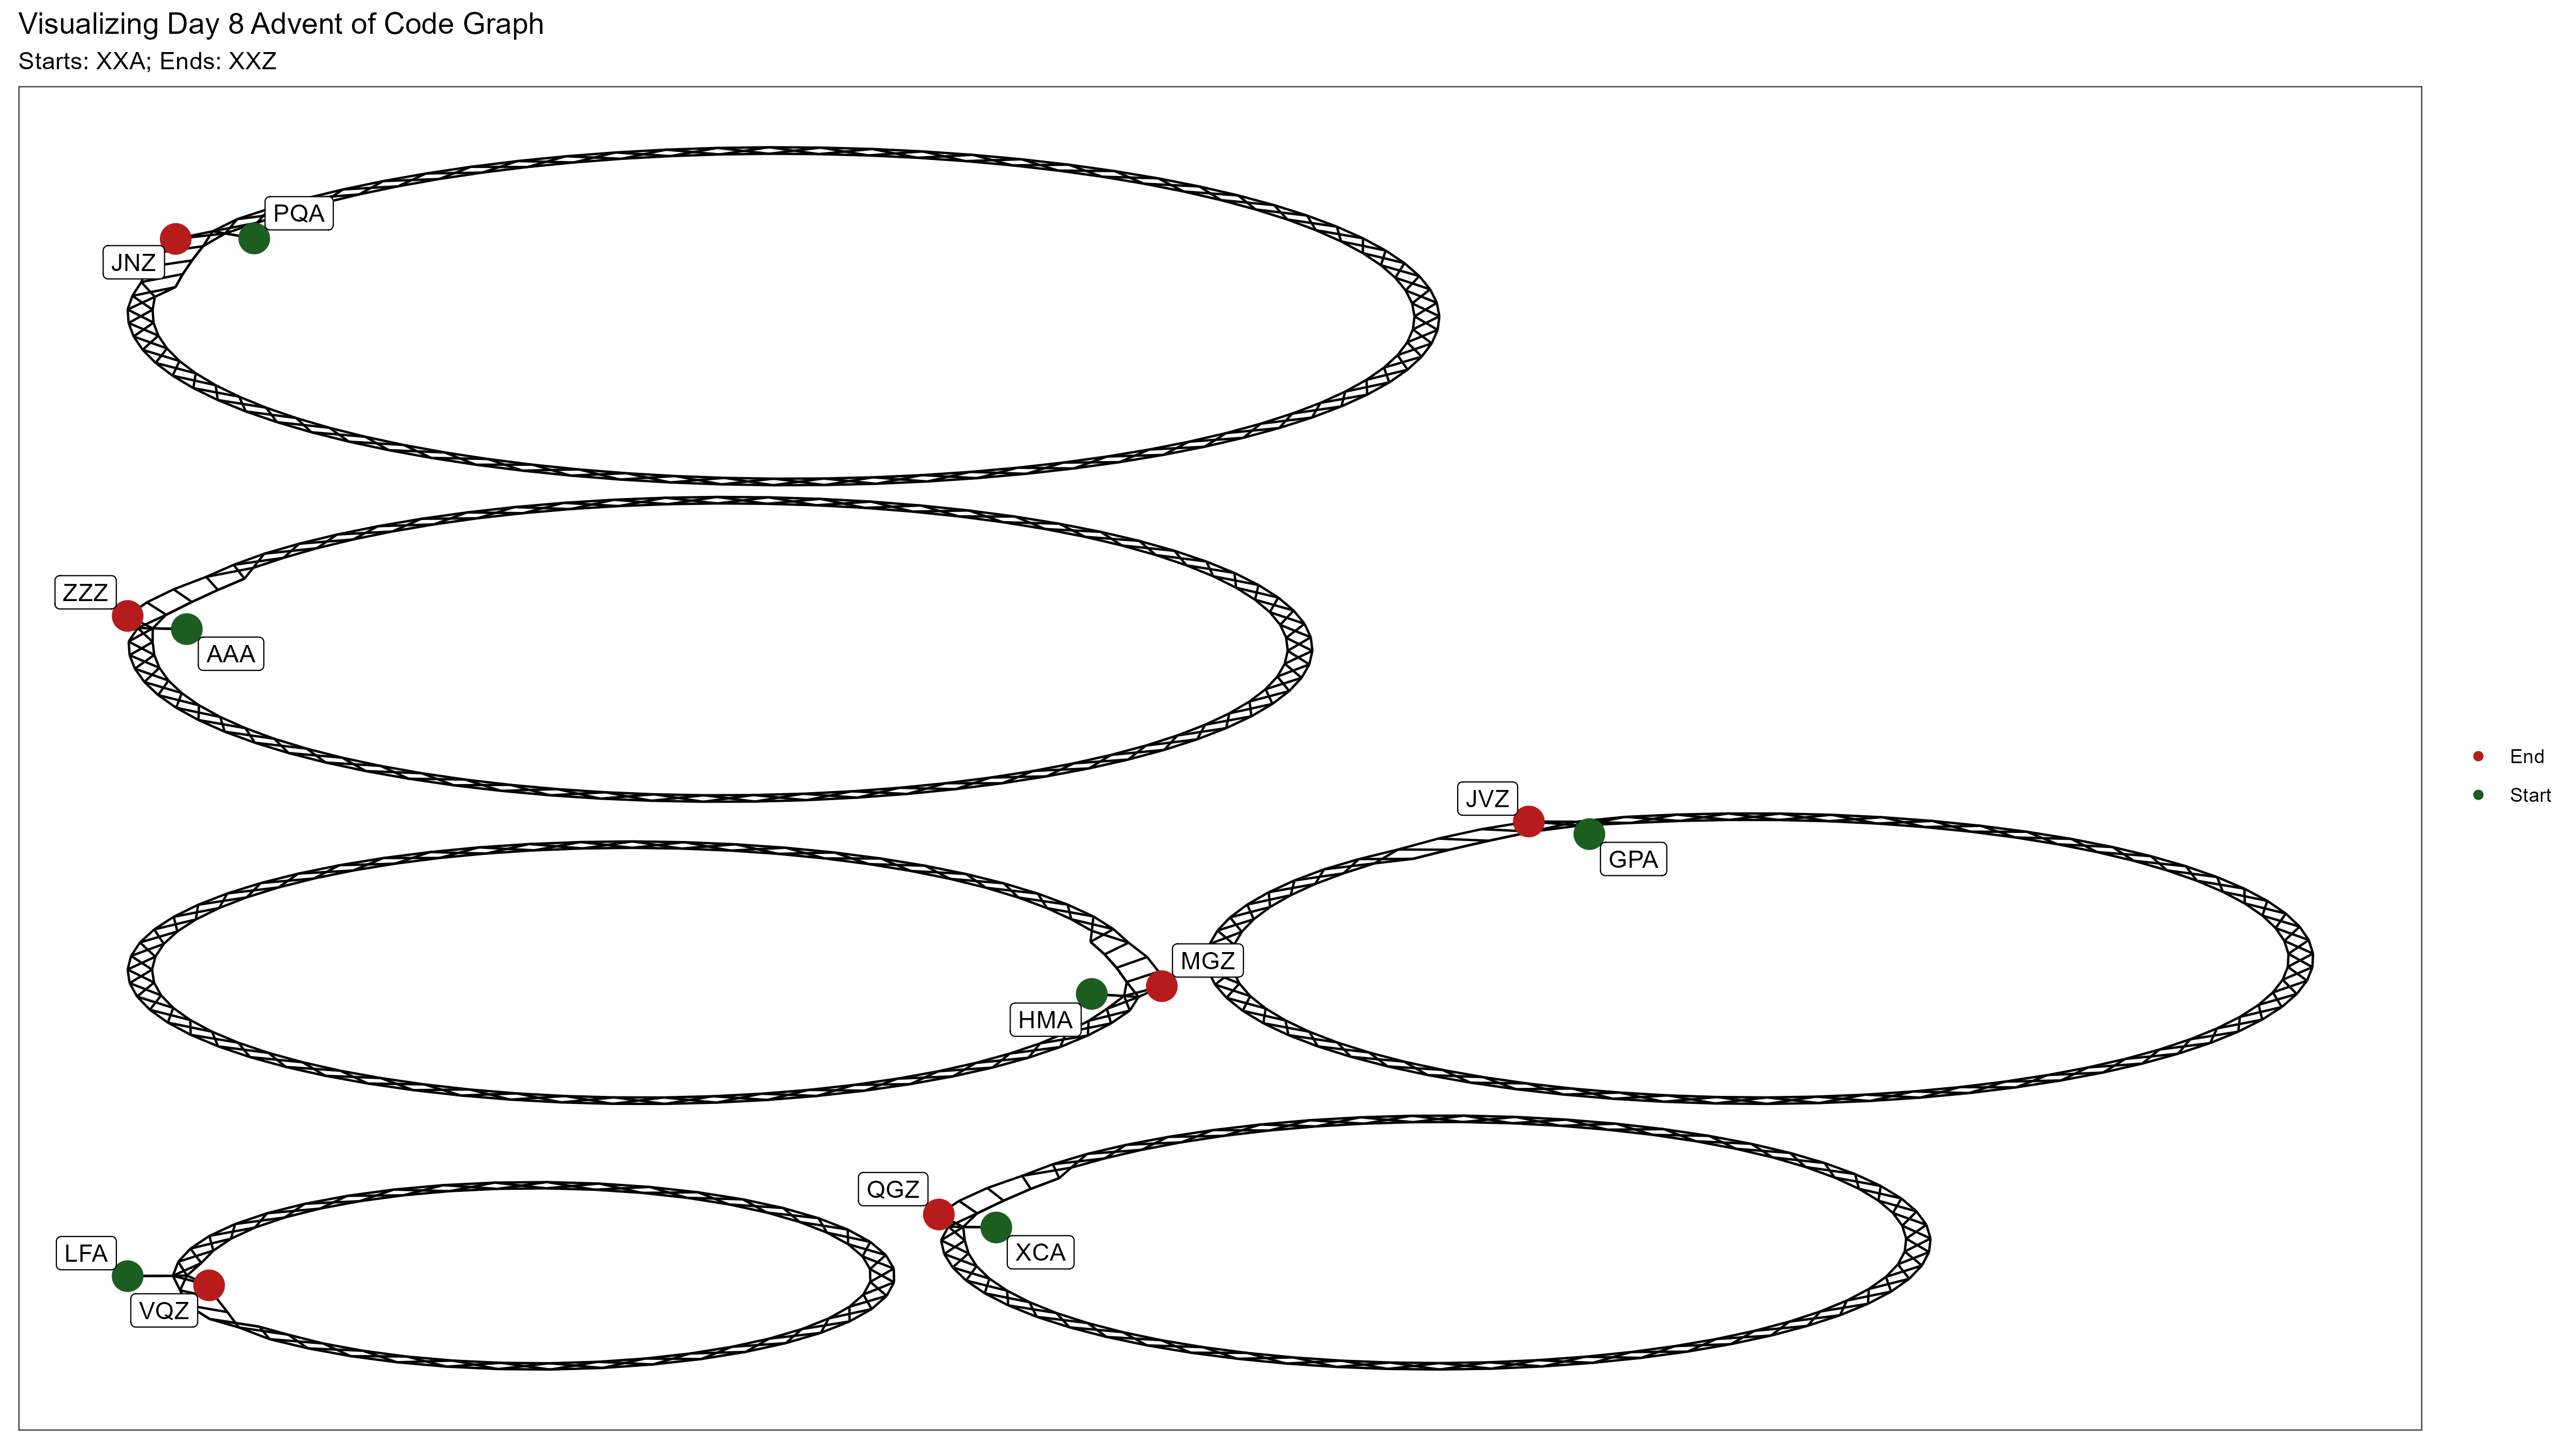 Visualizing Day 8 Advent of Code Graph
Starts: XXA; Ends: XXZ
PQA
JNZ
ZZZ
AAA
JVZ
GPA
MGZ
HMA
QGZ
XCA
LFA
VQZ
End
Start